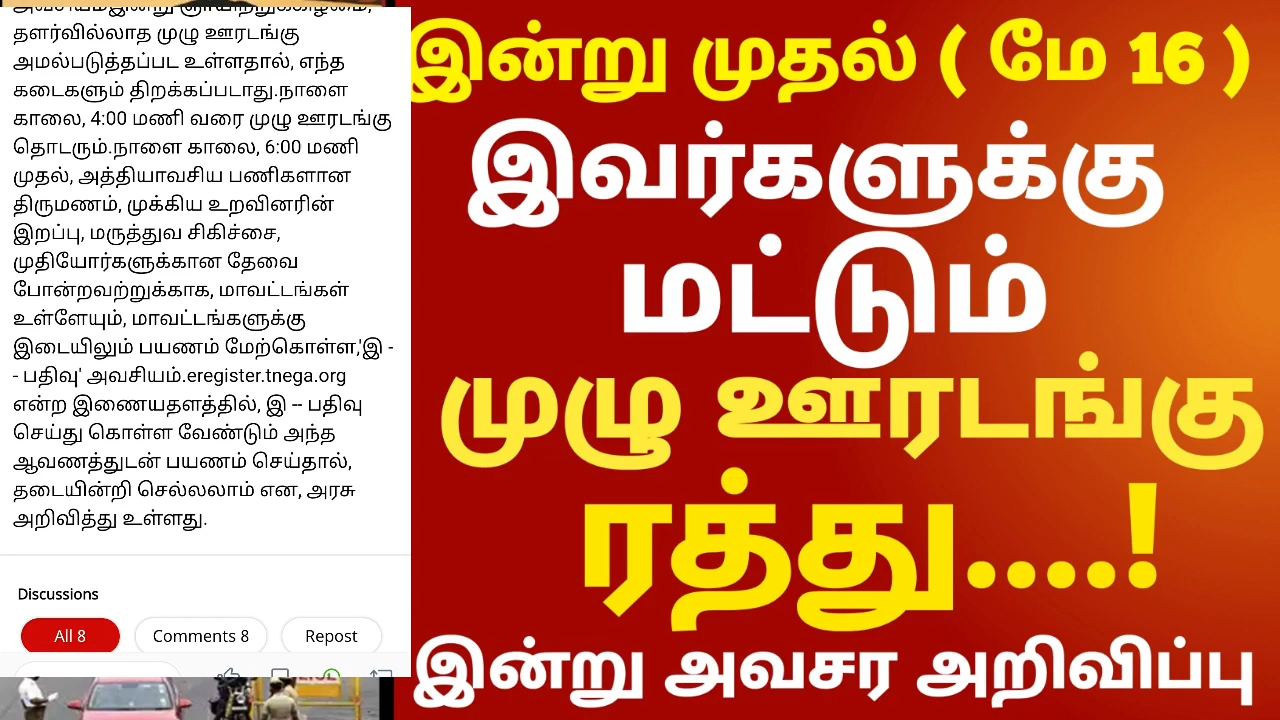 தளர்வில்லாத முழு ஊரடங்கு
அமல்படுத்தப்பட உள்ளதால், எந்த
கடைகளும் திறக்கப்படாது.நாளை
காலை, 4:00 மணி வரை முழு ஊரடங்கு
தொடரும்.நாளை காலை, 6:00 மணி
முதல், அத்தியாவசிய பணிகளான
திருமணம், முக்கிய உறவினரின்
இறப்பு, மருத்துவ சிகிச்சை,
முதியோர்களுக்கான தேவை
போன்றவற்றுக்காக, மாவட்டங்கள்
உள்ளேயும், மாவட்டங்களுக்கு
இடையிலும் பயணம் மேற்கொள்ள,'இ -
- பதிவு' அவசியம்.eregister.tnega.org
என்ற இணையதளத்தில், இ -- பதிவு
செய்து கொள்ள வேண்டும் அந்த
ஆவணத்துடன் பயணம் செய்தால்,
தடையின்றி செல்லலாம் என, அரசு
அறிவித்து உள்ளது.
Discussions
All 8 Comments 8 Repost
இன்று முதல் ( மே 16 )
இவர்களுக்கு
மட்டும்
முழு ஊரடங்கு
ரத்து....!
இன்று அவசர அறிவிப்பு